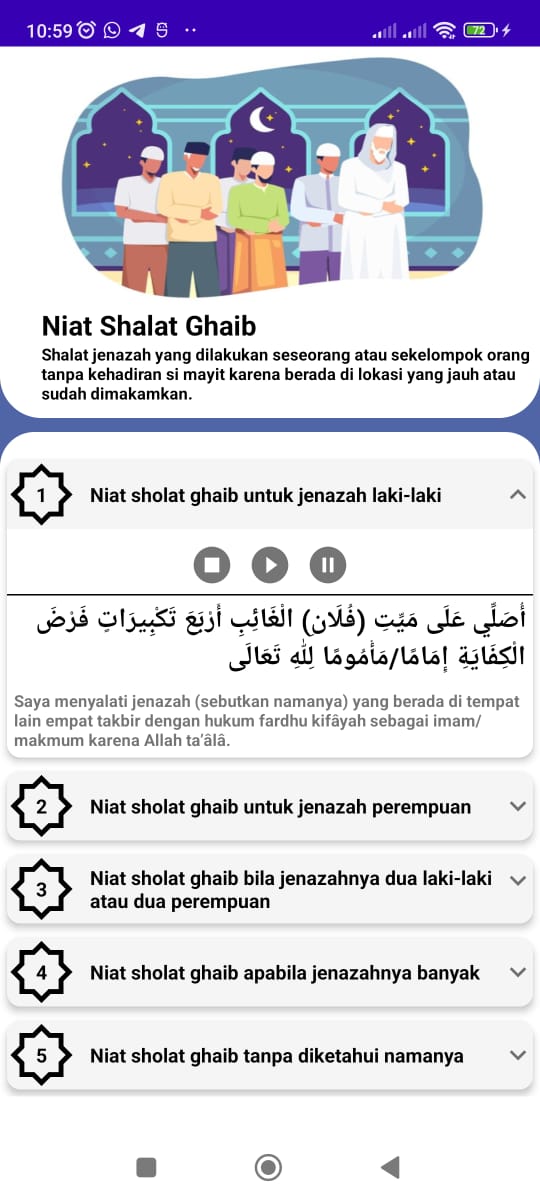 10:59
72
Niat Shalat Ghaib
Shalat jenazah yang dilakukan seseorang atau sekelompok orang
tanpa kehadiran si mayit karena berada di lokasi yang jauh atau
sudah dimakamkan.
1
Niat sholat ghaib untuk jenazah laki-laki
أُصَلِّي عَلَى مَيِّتِ (فُلَان) الْغَائِبِ أَرْبَعَ تَكْبِيرَاتٍ فَرْضَ
الْكِفَايَةِ إِمَامًا/مَأْمُومًا لِلّٰهِ تَعَالَى
Saya menyalati jenazah (sebutkan namanya) yang berada di tempat
lain empat takbir dengan hukum fardhu kifâyah sebagai imam/
makmum karena Allah ta'âlâ.
2
Niat sholat ghaib untuk jenazah perempuan
3
Niat sholat ghaib bila jenazahnya dua laki-laki
atau dua perempuan
4
Niat sholat ghaib apabila jenazahnya banyak
5
Niat sholat ghaib tanpa diketahui namanya